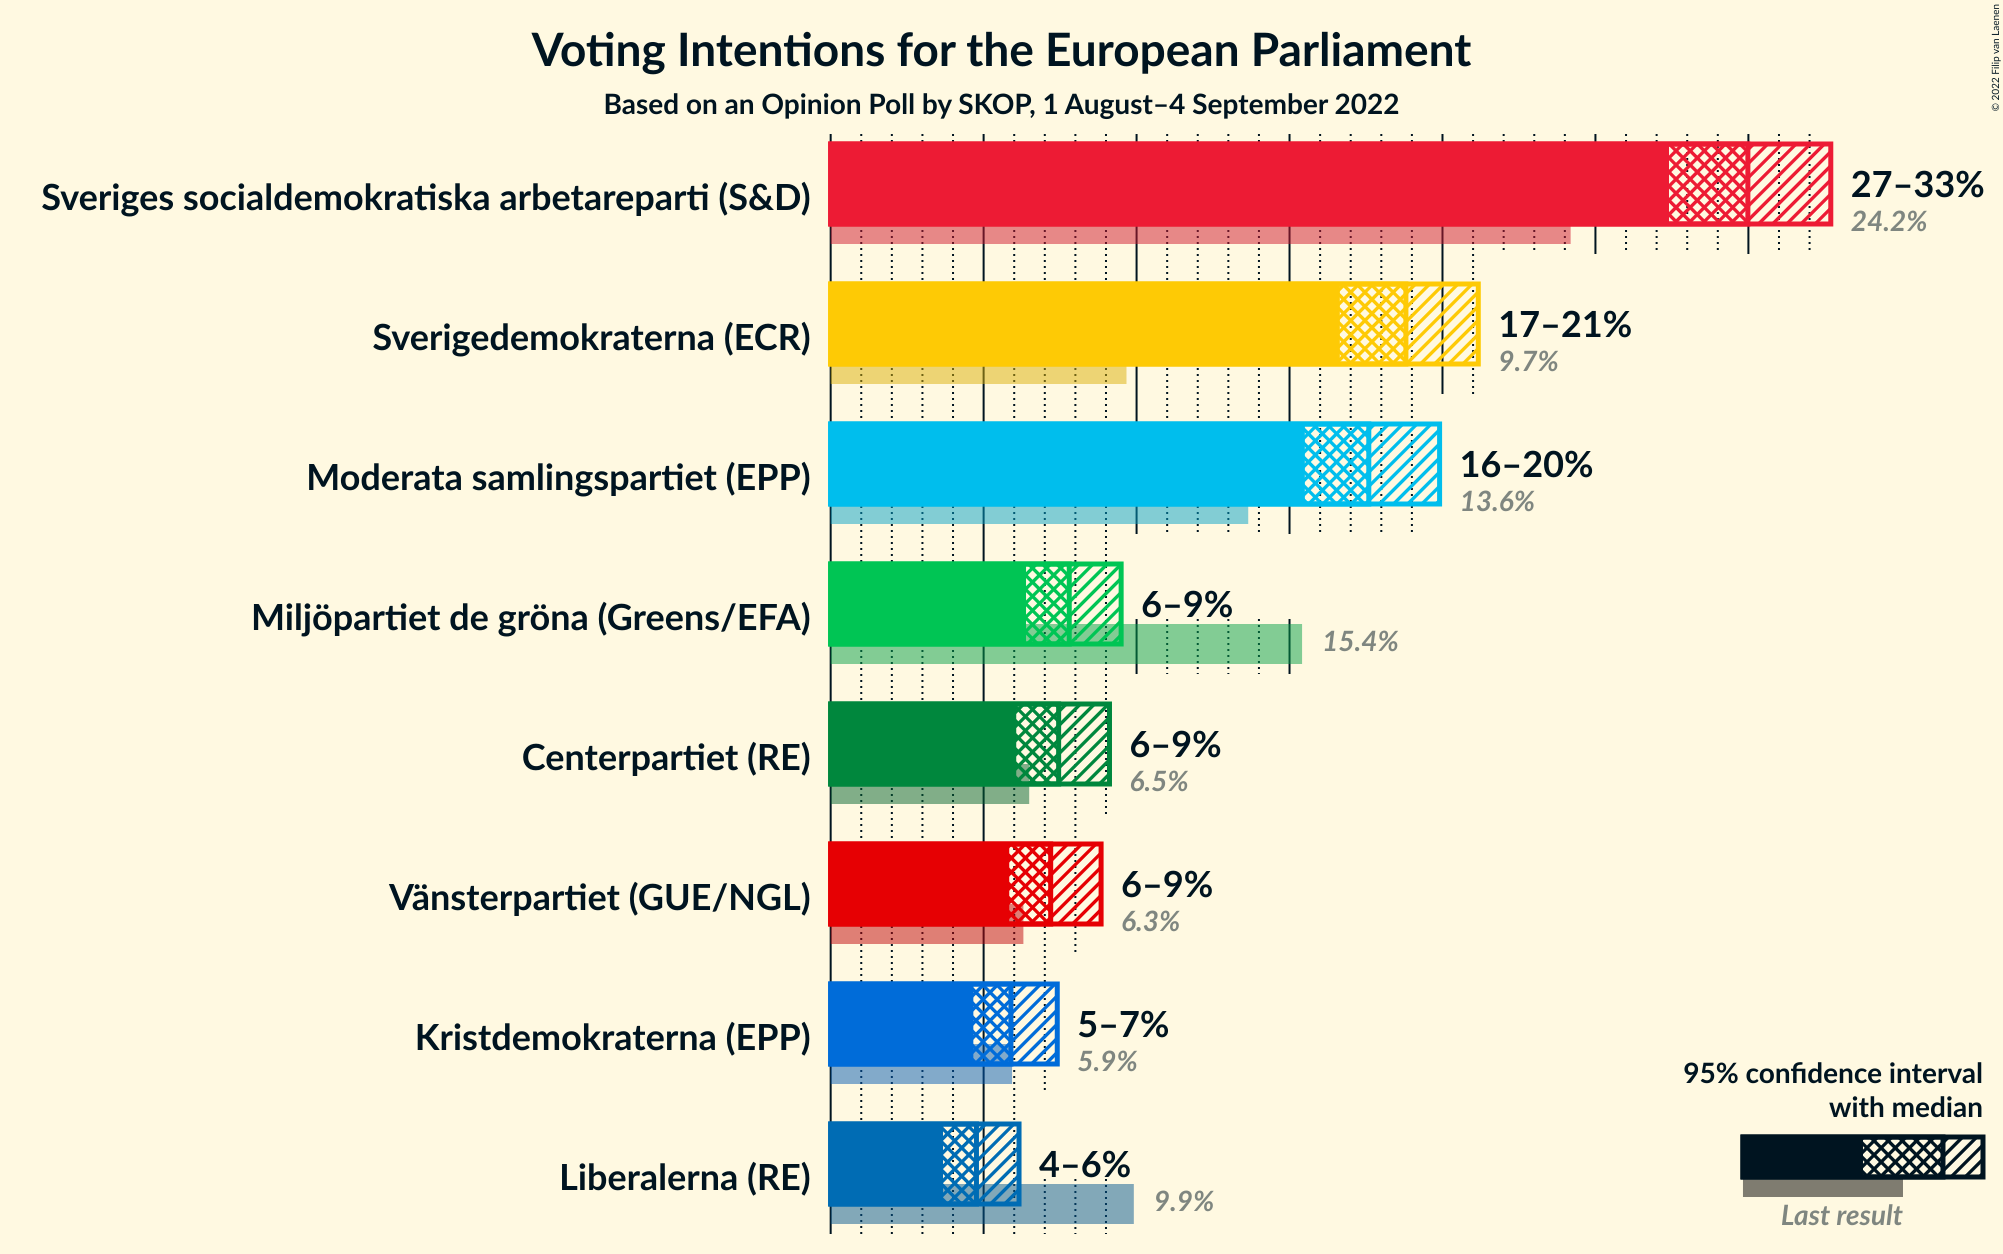 Voting Intentions for the European Parliament
Based on an Opinion Poll by SKOP, 1 August–4 September 2022
© 2022 Filip van Laenen
Sveriges socialdemokratiska arbetareparti (S&D)
27–33%
24.2%
Sverigedemokraterna (ECR)
17–21%
9.7%
Moderata samlingspartiet (EPP)
16–20%
13.6%
Miljöpartiet de gröna (Greens/EFA)
6–9%
15.4%
Centerpartiet (RE)
6–9%
6.5%
Vänsterpartiet (GUE/NGL)
6–9%
6.3%
Kristdemokraterna (EPP)
5–7%
5.9%
Liberalerna (RE)
4–6%
9.9%
95% confidence interval
with median
Last result